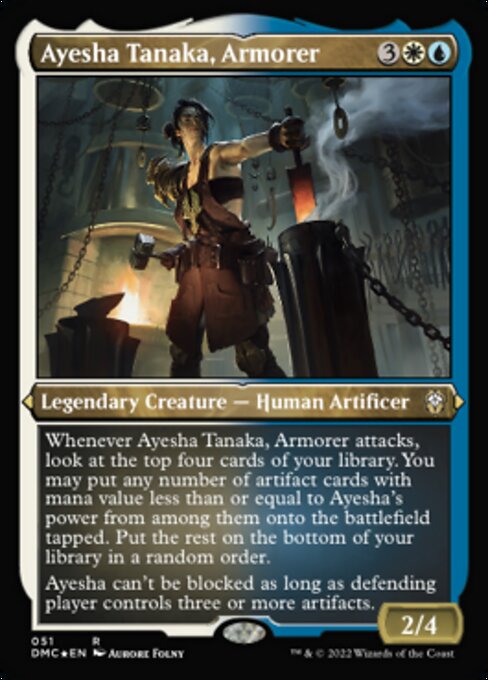 Ayesha Tanaka, Armorer 3
Legendary Creature — Human Artificer
Whenever Ayesha Tanaka, Armorer attacks,
look at the top four cards of your library. You
may put any number of artifact cards with
mana value less than or equal to Ayesha's
power from among them onto the battlefield
tapped. Put the rest on the bottom of your
library in a random order.
Ayesha can't be blocked as long as defending
player controls three or more artifacts.
2/4
051 R
DMC★EN Aurore Folny
™ & © 2022 Wizards of the Coast